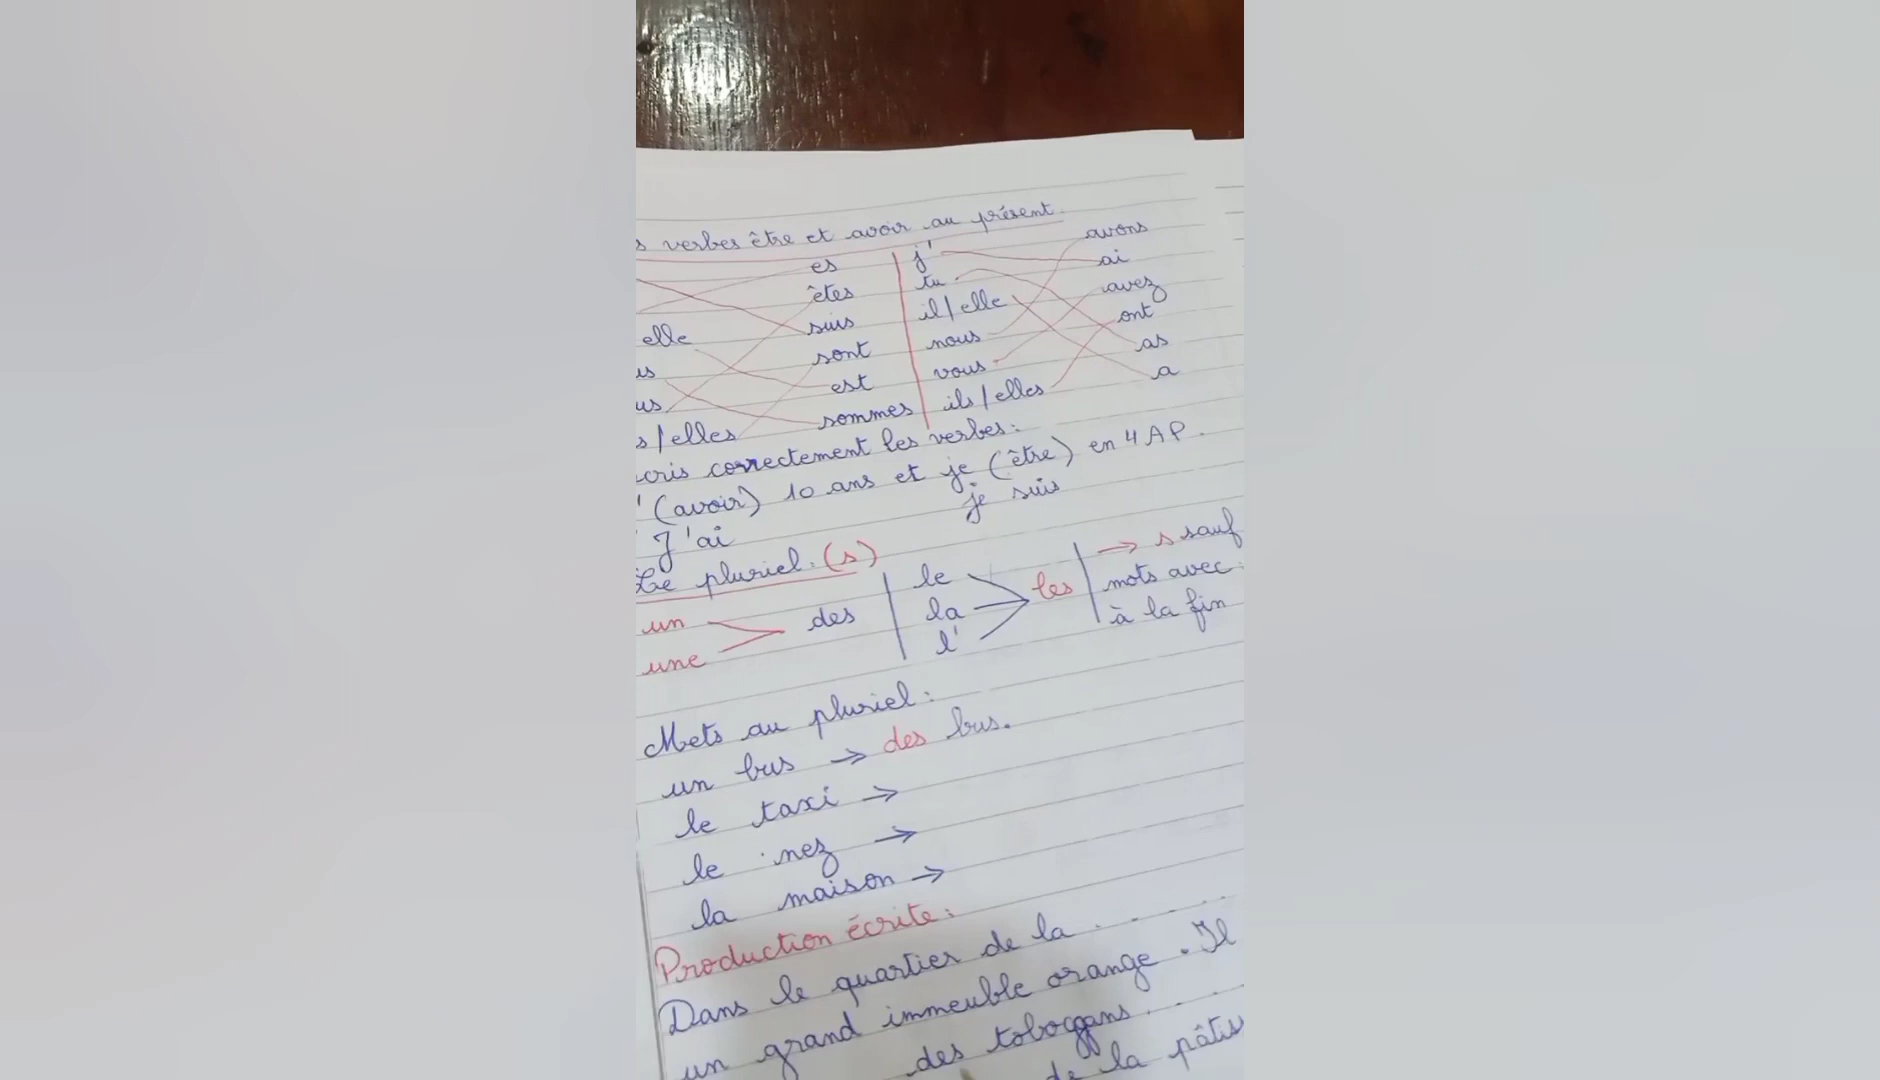 s verbes être et avoir au présent.
es | j' avons
êtes | tu ai
elle suis | il/elle avez
us sont | nous ont
us est | vous as
s/elles sommes | ils/elles a
cris correctement les verbes:
' (avoir) 10 ans et je (être) en 4 AP.
J'ai je suis
Le pluriel: (s)
un des | le les | → s sauf
une | la | mots avec
l' | à la fin
Mets au pluriel:
un bus → des bus.
le taxi →
le nez →
la maison →
Production écrite:
Dans le quartier de la . - - - -
un grand immeuble orange. Il
des toboggans.
de la pâtis